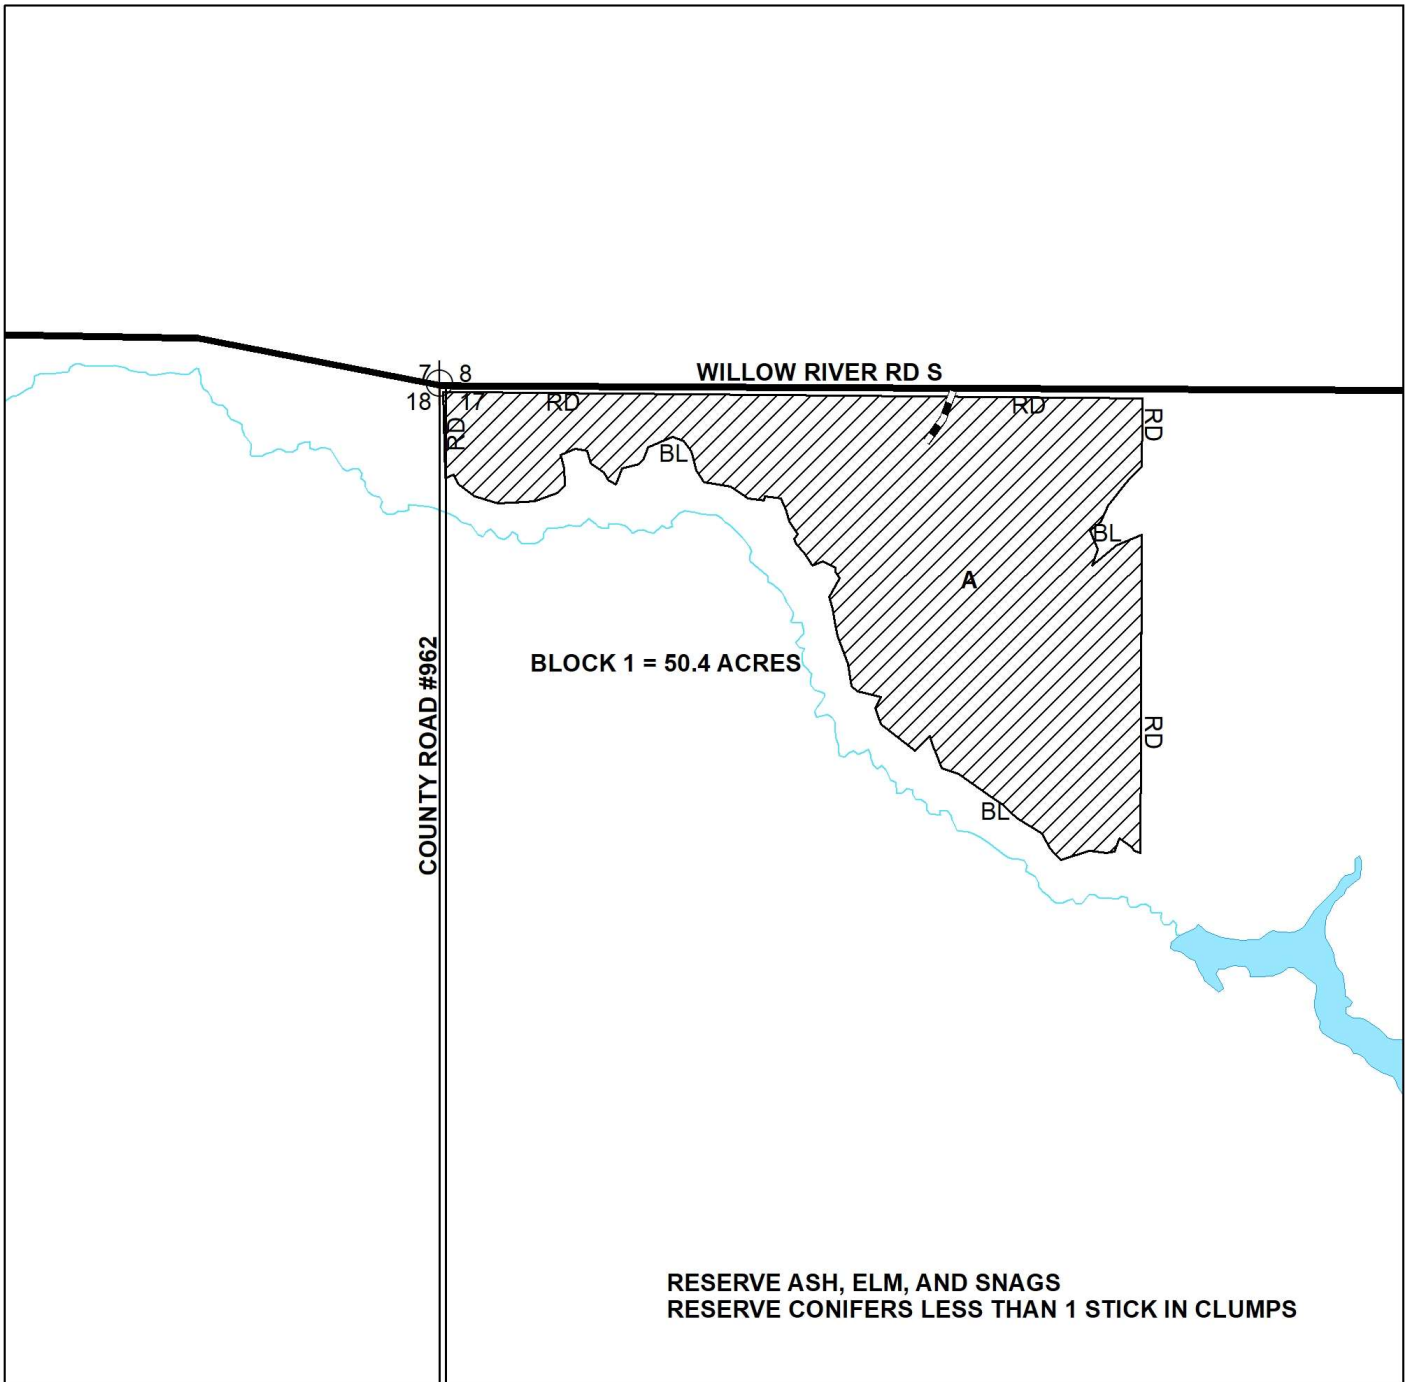 WILLOW RIVER RD S
7 8
18 17
RD
RD
RD
RD
BL
BL
A
COUNTY ROAD #962
BLOCK 1 = 50.4 ACRES
RD
BL
RESERVE ASH, ELM, AND SNAGS
RESERVE CONIFERS LESS THAN 1 STICK IN CLUMPS